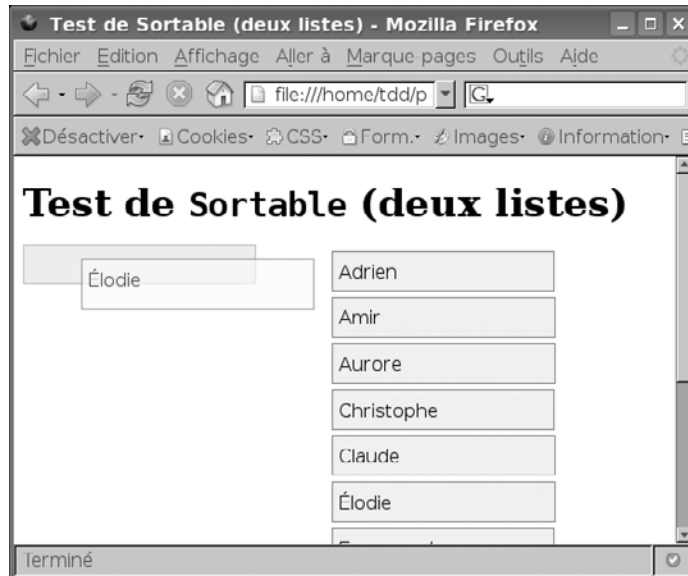 Test de Sortable (deux listes) - Mozilla Firefox
Fichier Edition Affichage Aller à Marque-pages Outils Aide
file:///home/tdd/p G
Désactiver Cookies CSS Form. Images Information
Test de Sortable (deux listes)
Élodie
Adrien
Amir
Aurore
Christophe
Claude
Élodie
Terminé